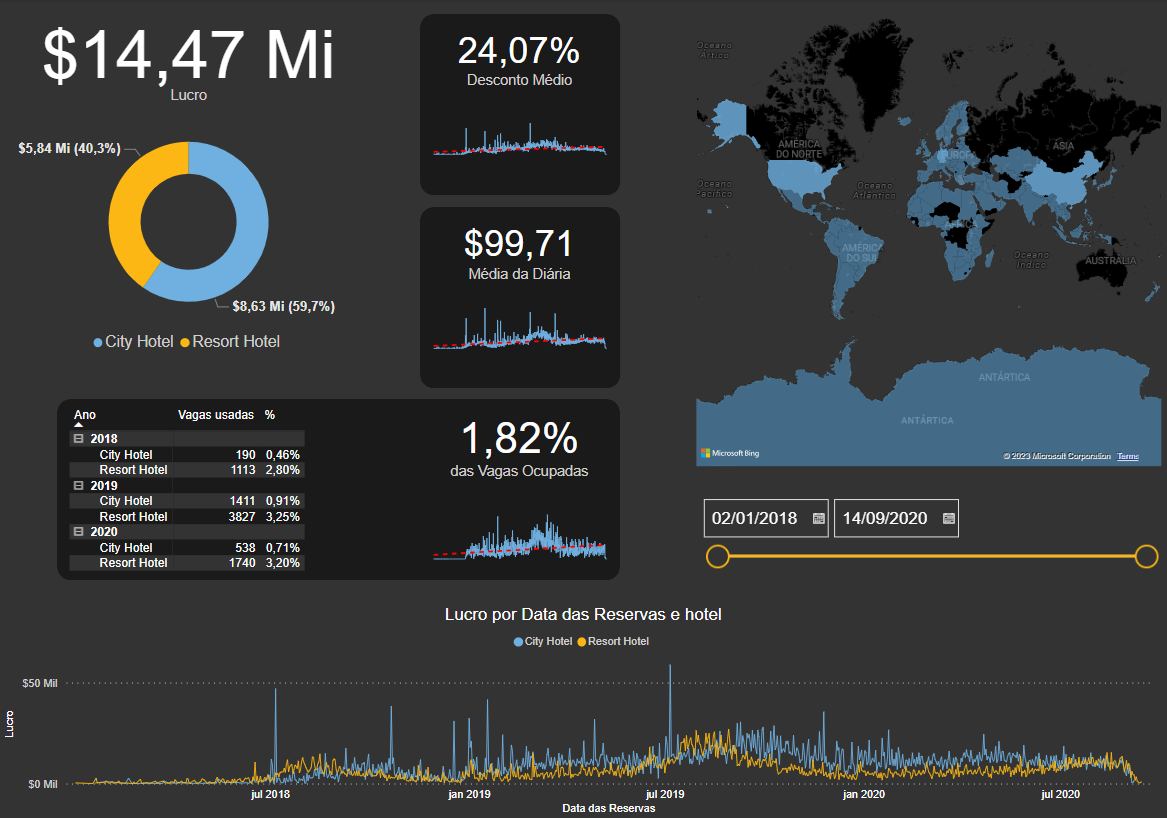 $14,47 Mi
Lucro
$5,84 Mi (40,3%)
$8,63 Mi (59,7%)
City Hotel Resort Hotel
24,07%
Desconto Médio
$99,71
Média da Diária
Ano Vagas usadas %
2018
City Hotel 190 0,46%
Resort Hotel 1113 2,80%
2019
City Hotel 1411 0,91%
Resort Hotel 3827 3,25%
2020
City Hotel 538 0,71%
Resort Hotel 1740 3,20%
1,82%
das Vagas Ocupadas
Oceano
Ártico
AMÉRICA
DO NORTE
EUROPA
ÁSIA
Oceano
Pacífico
Oceano
Atlântico
ÁFRICA
AMÉRICA
DO SUL
Oceano
Índico
AUSTRÁLIA
ANTÁRTICA
ANTÁRTICA
Microsoft Bing
© 2023 Microsoft Corporation Terms
02/01/2018
14/09/2020
Lucro por Data das Reservas e hotel
City Hotel Resort Hotel
$50 Mil
Lucro
$0 Mil
jul 2018 jan 2019 jul 2019 jan 2020 jul 2020
Data das Reservas